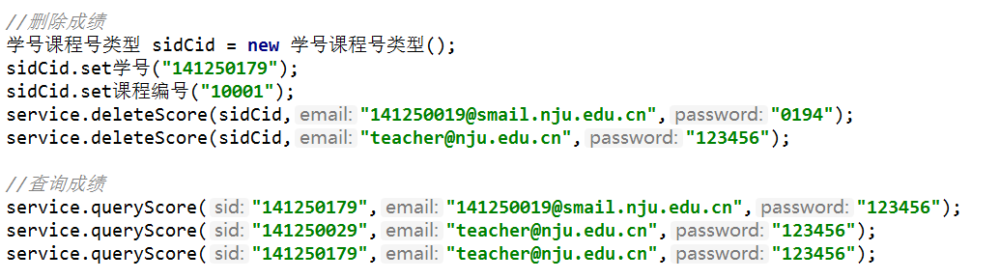 //删除成绩
学号课程号类型 sidCid = new 学号课程号类型();
sidCid.set学号("141250179");
sidCid.set课程编号("10001");
service.deleteScore(sidCid, email: "141250019@smail.nju.edu.cn", password: "0194");
service.deleteScore(sidCid, email: "teacher@nju.edu.cn", password: "123456");
//查询成绩
service.queryScore( sid: "141250179", email: "141250019@smail.nju.edu.cn", password: "123456");
service.queryScore( sid: "141250029", email: "teacher@nju.edu.cn", password: "123456");
service.queryScore( sid: "141250179", email: "teacher@nju.edu.cn", password: "123456");